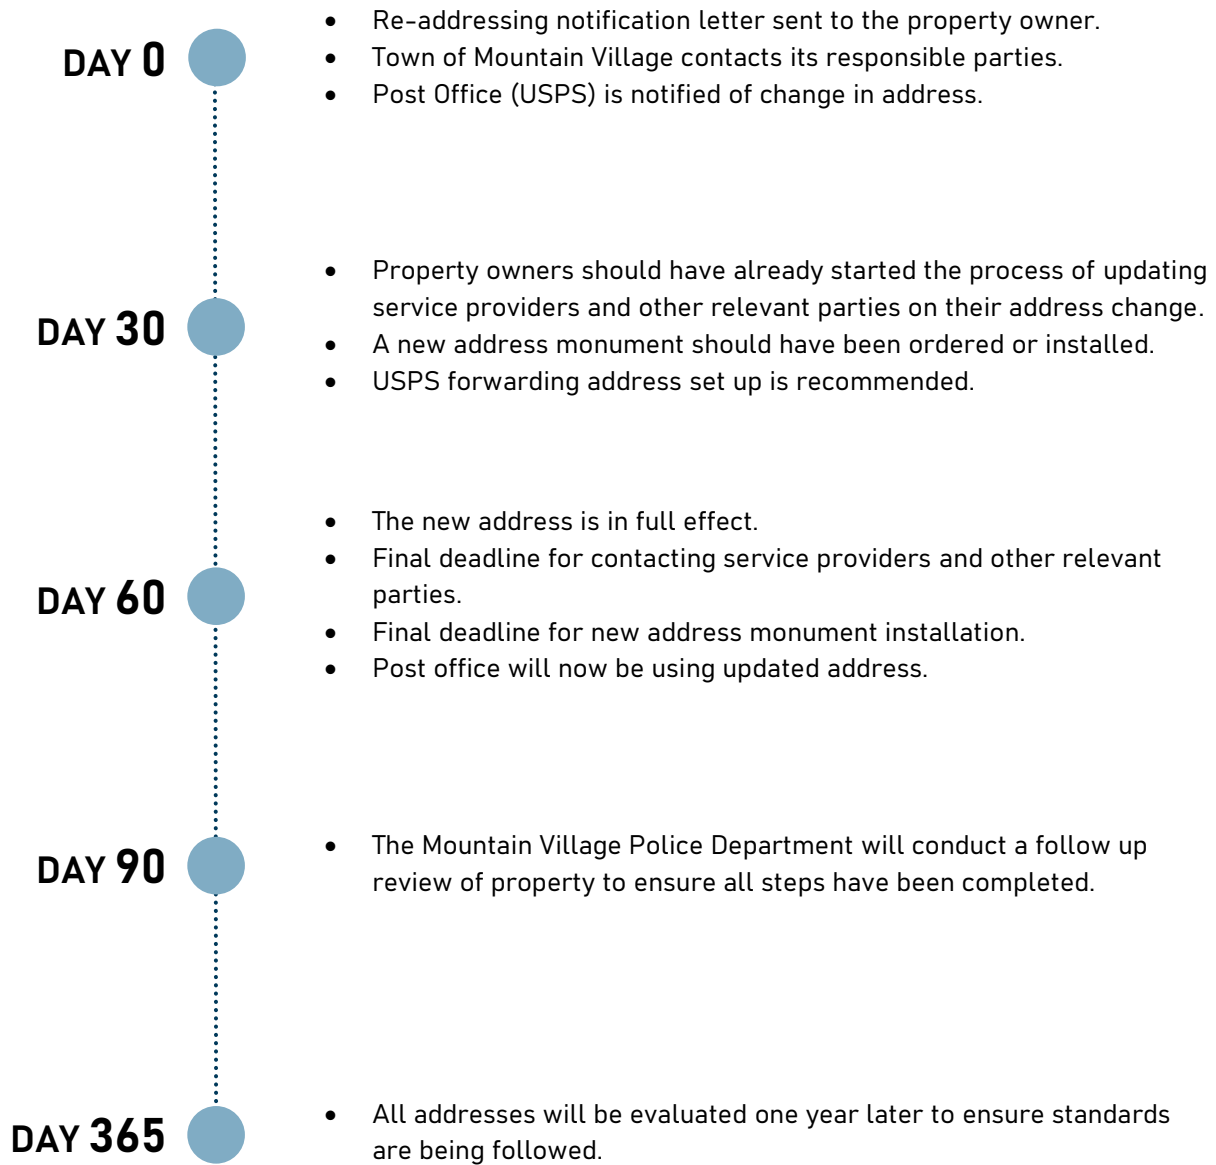 DAY 0
• Re-addressing notification letter sent to the property owner.
• Town of Mountain Village contacts its responsible parties.
• Post Office (USPS) is notified of change in address.
DAY 30
• Property owners should have already started the process of updating
service providers and other relevant parties on their address change.
• A new address monument should have been ordered or installed.
• USPS forwarding address set up is recommended.
DAY 60
• The new address is in full effect.
• Final deadline for contacting service providers and other relevant
parties.
• Final deadline for new address monument installation.
• Post office will now be using updated address.
DAY 90
• The Mountain Village Police Department will conduct a follow up
review of property to ensure all steps have been completed.
DAY 365
• All addresses will be evaluated one year later to ensure standards
are being followed.